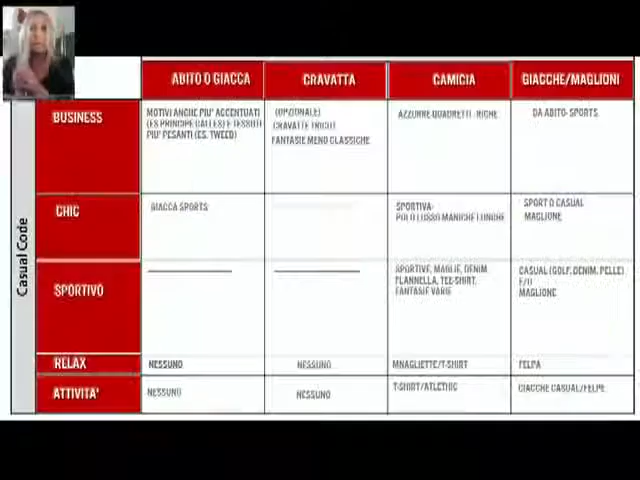 ABITO O GIACCA
CRAVATTA
CAMICIA
GIACCHE/MAGLIONI
Casual Code
BUSINESS
MOTIVI ANCHE PIU' ACCENTUATI
(ES PRINCIPE GALLES) E TESSUTI
PIU' PESANTI (ES. TWEED)
(OPZIONALE)
CRAVATTE TRICOT
FANTASIE MENO CLASSICHE
AZZURRE QUADRETTI - RIGHE
DA ABITO- SPORTS
CHIC
GIACCA SPORTS
SPORTIVA-
POLO LUSSO MANICHE LUNGHE
SPORT O CASUAL
MAGLIONE
SPORTIVO
SPORTIVE, MAGLIE, DENIM
FLANNELLA, TEE-SHIRT,
FANTASIE VARIE
CASUAL (GOLF, DENIM, PELLE)
E/O
MAGLIONE
RELAX
NESSUNO
NESSUNO
MNAGLIETTE/T-SHIRT
FELPA
ATTIVITA'
NESSUNO
NESSUNO
T-SHIRT/ATLETHIC
GIACCHE CASUAL/FELPE